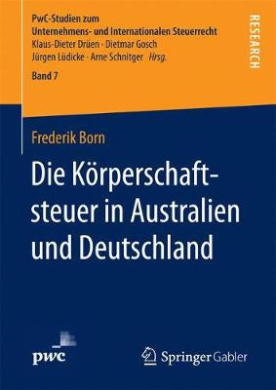 PwC-Studien zum
Unternehmens- und Internationalen Steuerrecht
Klaus-Dieter Drüen · Dietmar Gosch
Jürgen Lüdicke · Arne Schnitger Hrsg.
Band 7
RESEARCH
Frederik Born
Die Körperschaft-
steuer in Australien
und Deutschland
pwc
Springer Gabler